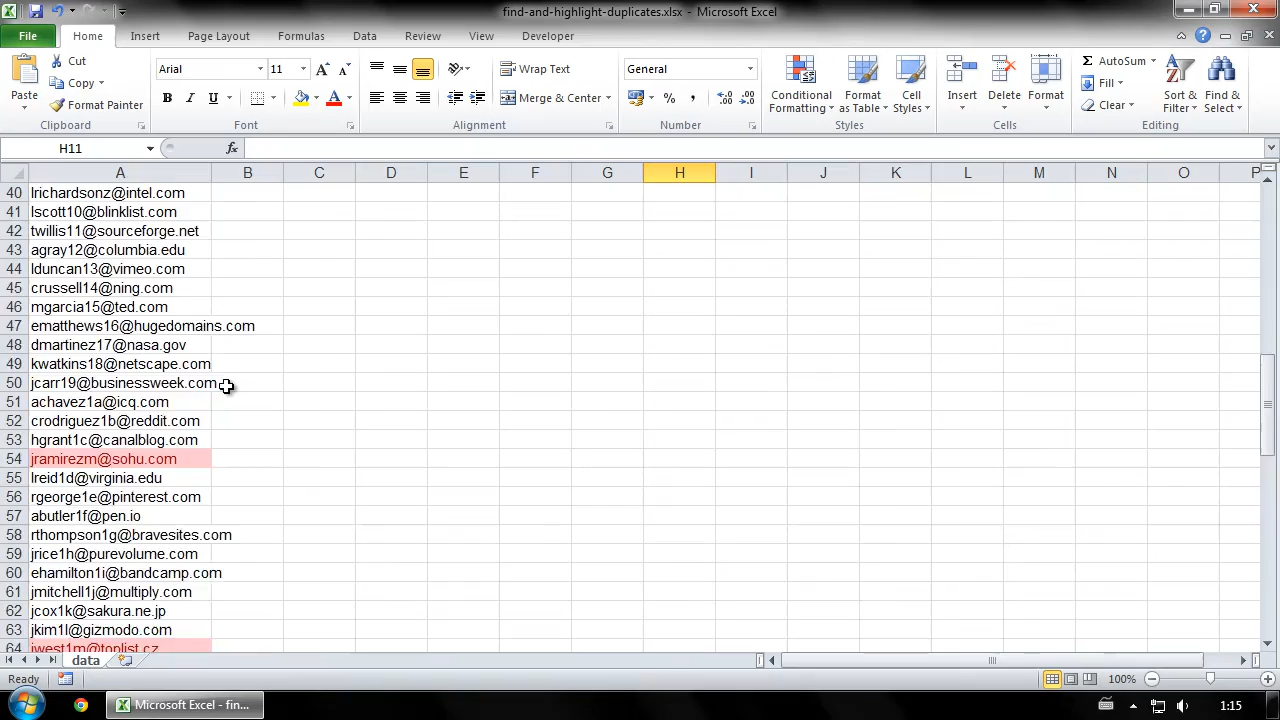 find-and-highlight-duplicates.xlsx - Microsoft Excel
File Home Insert Page Layout Formulas Data Review View Developer
Paste
Cut
Copy
Format Painter
Clipboard
Arial 11
B I U
Font
Wrap Text
Merge & Center
Alignment
General
Number
Conditional Formatting
Format as Table
Cell Styles
Styles
Insert Delete Format
Cells
Σ AutoSum
Fill
Clear
Sort & Filter
Find & Select
Editing
H11 fx
A B C D E F G H I J K L M N O P
40 lrichardsonz@intel.com
41 lscott10@blinklist.com
42 twillis11@sourceforge.net
43 agray12@columbia.edu
44 lduncan13@vimeo.com
45 crussell14@ning.com
46 mgarcia15@ted.com
47 ematthews16@hugedomains.com
48 dmartinez17@nasa.gov
49 kwatkins18@netscape.com
50 jcarr19@businessweek.com
51 achavez1a@icq.com
52 crodriguez1b@reddit.com
53 hgrant1c@canalblog.com
54 jramirezm@sohu.com
55 lreid1d@virginia.edu
56 rgeorge1e@pinterest.com
57 abutler1f@pen.io
58 rthompson1g@bravesites.com
59 jrice1h@purevolume.com
60 ehamilton1i@bandcamp.com
61 jmitchell1j@multiply.com
62 jcox1k@sakura.ne.jp
63 jkim1l@gizmodo.com
64 jwest1m@toplist.cz
data
Ready 100%
Microsoft Excel - fin... 1:15